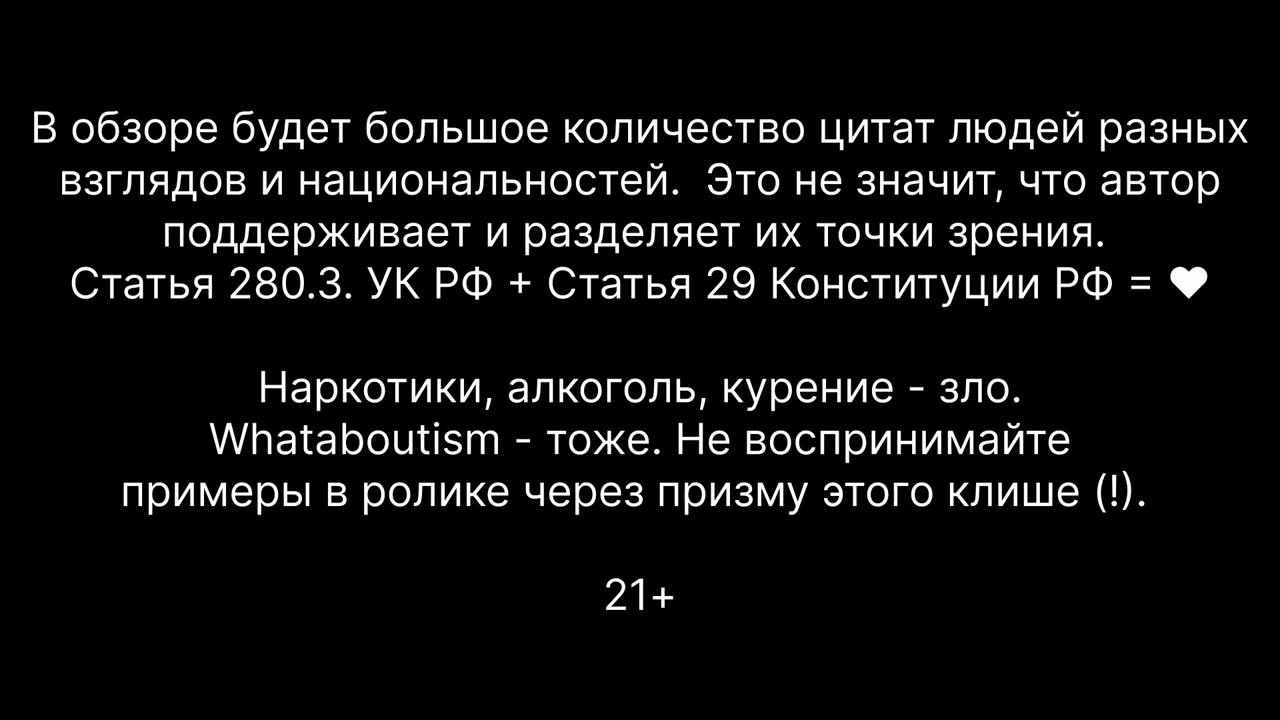 В обзоре будет большое количество цитат людей разных
взглядов и национальностей.  Это не значит, что автор
поддерживает и разделяет их точки зрения.
Статья 280.3. УК РФ + Статья 29 Конституции РФ = ♥
Наркотики, алкоголь, курение - зло.
Whataboutism - тоже. Не воспринимайте
примеры в ролике через призму этого клише (!).
21+